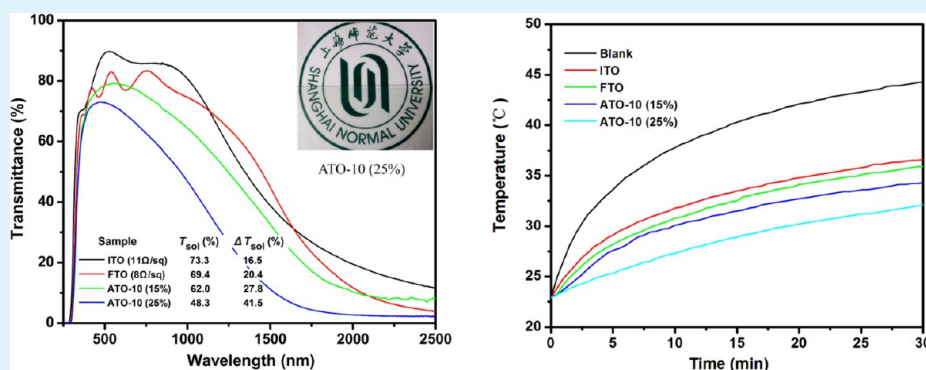 100
80
60
40
20
0
Transmittance (%)
500 1000 1500 2000 2500
Wavelength (nm)
上海师范大学
SHANGHAI NORMAL UNIVERSITY
ATO-10 (25%)
Sample T sol (%) Δ T sol (%)
ITO (11Ω/sq) 73.3 16.5
FTO (8Ω/sq) 69.4 20.4
ATO-10 (15%) 62.0 27.8
ATO-10 (25%) 48.3 41.5
50
45
40
35
30
25
20
Temperature (℃)
Blank
ITO
FTO
ATO-10 (15%)
ATO-10 (25%)
0 5 10 15 20 25 30
Time (min)